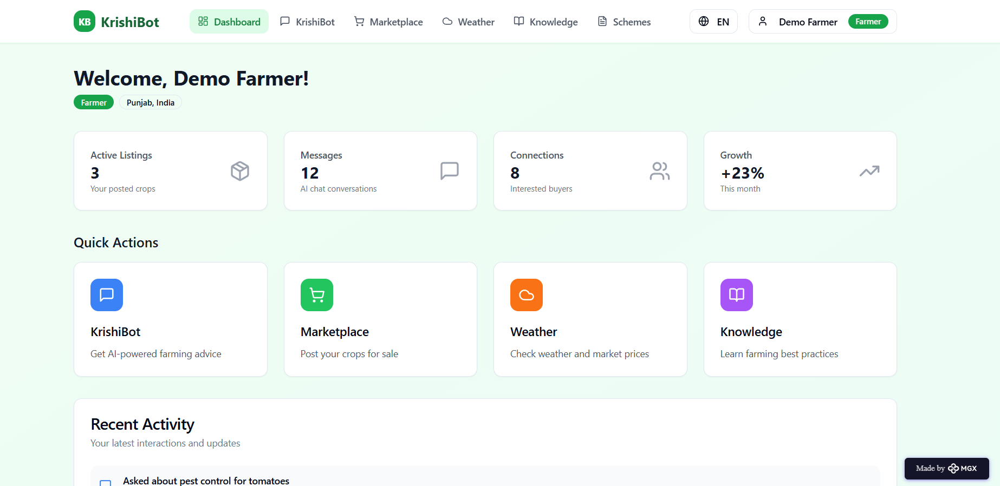 KB KrishiBot Dashboard KrishiBot Marketplace Weather Knowledge Schemes EN Demo Farmer Farmer
Welcome, Demo Farmer!
Farmer Punjab, India
Active Listings
3
Your posted crops
Messages
12
AI chat conversations
Connections
8
Interested buyers
Growth
+23%
This month
Quick Actions
KrishiBot
Get AI-powered farming advice
Marketplace
Post your crops for sale
Weather
Check weather and market prices
Knowledge
Learn farming best practices
Recent Activity
Your latest interactions and updates
Asked about pest control for tomatoes
Made by MGX